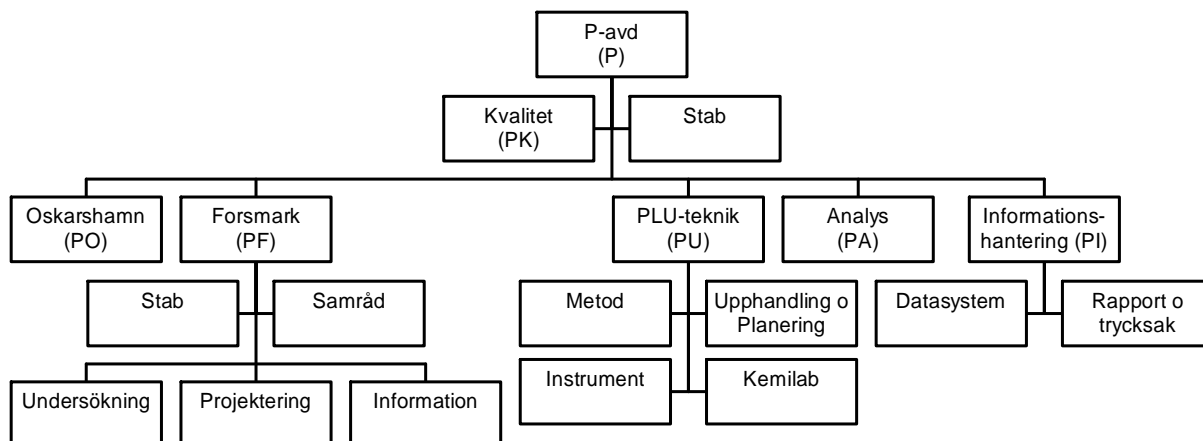 P-avd
(P)
Kvalitet
(PK)
Stab
Oskarshamn
(PO)
Forsmark
(PF)
PLU-teknik
(PU)
Analys
(PA)
Informations-
hantering (PI)
Stab
Samråd
Metod
Upphandling o
Planering
Datasystem
Rapport o
trycksak
Undersökning
Projektering
Information
Instrument
Kemilab